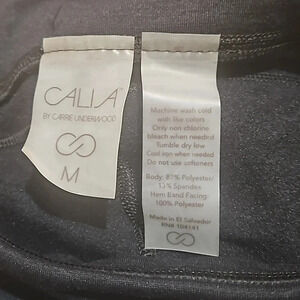 CALIA™
BY CARRIE UNDERWOOD
M
Machine wash cold
with like colors
Only non chlorine
bleach when needed
Tumble dry low
Cool iron when needed
Do not use softeners
Body: 87% Polyester/
13% Spandex
Hem Band Facing:
100% Polyester
Made in El Salvador
RN#